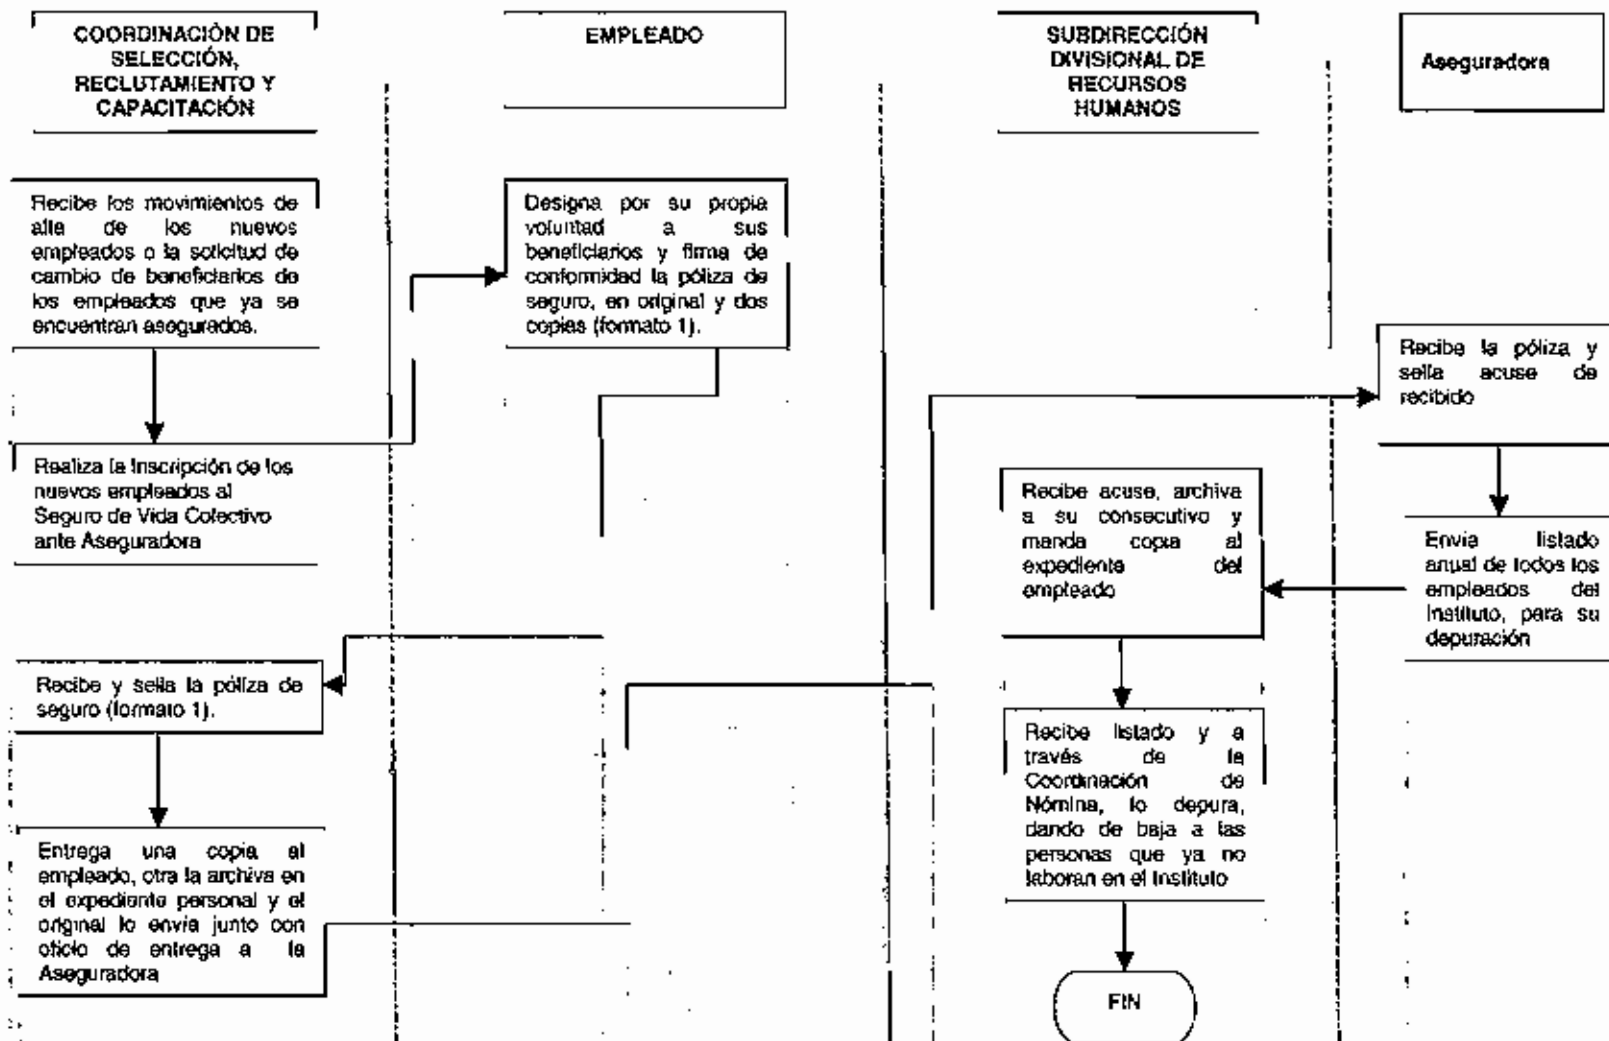 COORDINACIÓN DE
SELECCIÓN,
RECLUTAMIENTO Y
CAPACITACIÓN
EMPLEADO
SUBDIRECCIÓN
DIVISIONAL DE
RECURSOS
HUMANOS
Aseguradora
Recibe los movimientos de
alta de los nuevos
empleados o la solicitud de
cambio de beneficiarios de
los empleados que ya se
encuentran asegurados.
Designa por su propia
voluntad a sus
beneficiarios y firma de
conformidad la póliza de
seguro, en original y dos
copias (formato 1).
Recibe la póliza y
sella acuse de
recibido
Realiza la Inscripción de los
nuevos empleados al
Seguro de Vida Colectivo
ante Aseguradora
Recibe acuse, archiva
a su consecutivo y
manda copia al
expediente del
empleado
Envia listado
anual de todos los
empleados del
Instituto, para su
depuración
Recibe y sella la póliza de
seguro (formato 1).
Recibe listado y a
través de la
Coordinación de
Nómina, lo depura,
dando de baja a las
personas que ya no
laboran en el Instituto
Entrega una copia al
empleado, otra la archiva en
el expediente personal y el
original lo envía junto con
oficio de entrega a la
Aseguradora
FIN